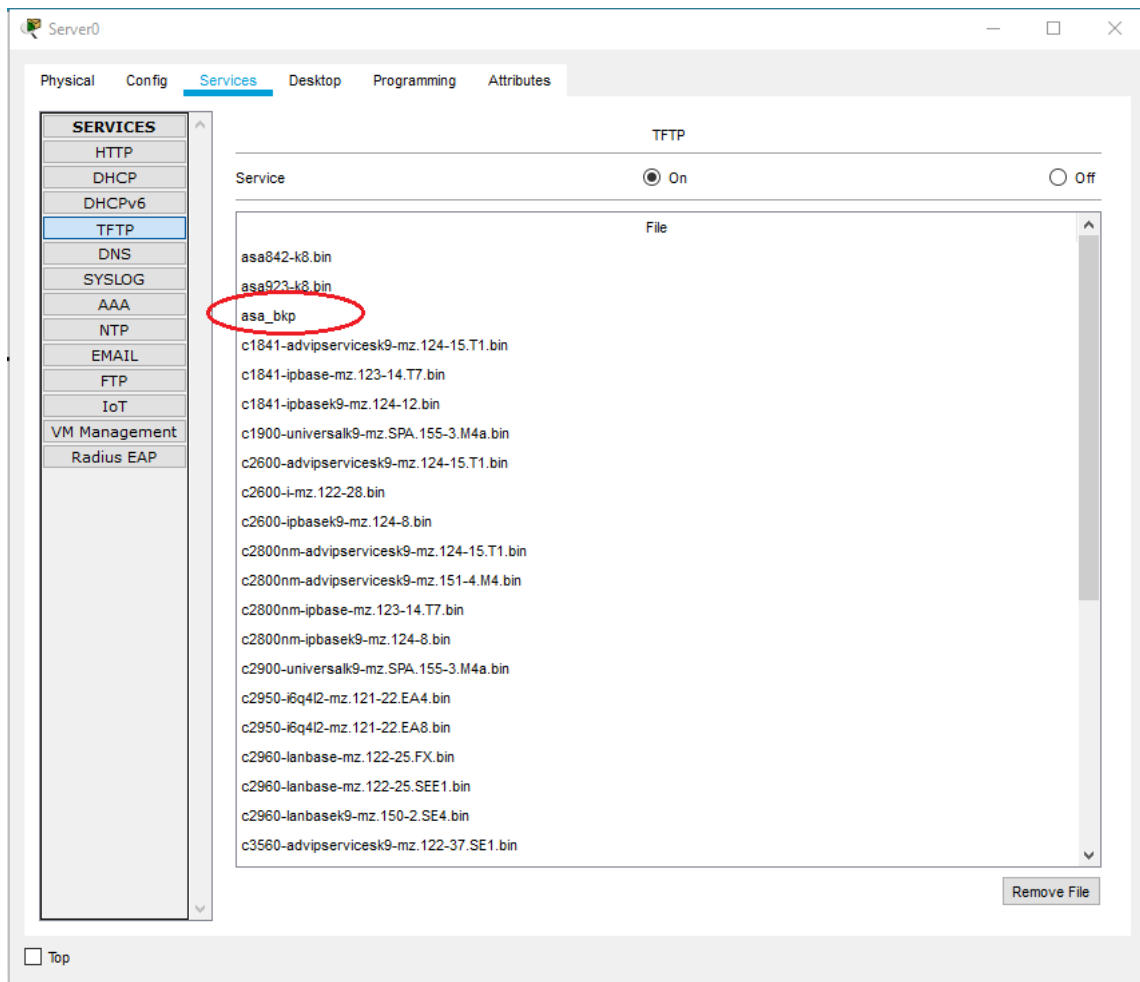 Server0
Physical Config Services Desktop Programming Attributes
SERVICES
HTTP
DHCP
DHCPv6
TFTP
DNS
SYSLOG
AAA
NTP
EMAIL
FTP
IoT
VM Management
Radius EAP
TFTP
Service On Off
File
asa842-k8.bin
asa923-k8.bin
asa_bkp
c1841-advipservicesk9-mz.124-15.T1.bin
c1841-ipbase-mz.123-14.T7.bin
c1841-ipbasek9-mz.124-12.bin
c1900-universalk9-mz.SPA.155-3.M4a.bin
c2600-advipservicesk9-mz.124-15.T1.bin
c2600-i-mz.122-28.bin
c2600-ipbasek9-mz.124-8.bin
c2800nm-advipservicesk9-mz.124-15.T1.bin
c2800nm-advipservicesk9-mz.151-4.M4.bin
c2800nm-ipbase-mz.123-14.T7.bin
c2800nm-ipbasek9-mz.124-8.bin
c2900-universalk9-mz.SPA.155-3.M4a.bin
c2950-i6q4l2-mz.121-22.EA4.bin
c2950-i6q4l2-mz.121-22.EA8.bin
c2960-lanbase-mz.122-25.FX.bin
c2960-lanbase-mz.122-25.SEE1.bin
c2960-lanbasek9-mz.150-2.SE4.bin
c3560-advipservicesk9-mz.122-37.SE1.bin
Remove File
Top